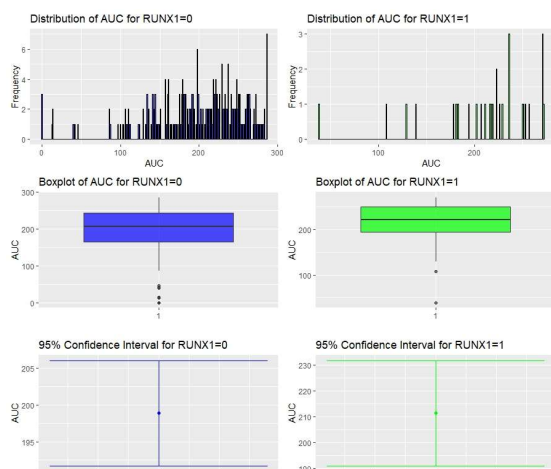 Distribution of AUC for RUNX1=0
Frequency
6
4
2
0
0
100
200
300
AUC
Distribution of AUC for RUNX1=1
Frequency
3
2
1
0
100
200
AUC
Boxplot of AUC for RUNX1=0
AUC
300
200
100
0
1
Boxplot of AUC for RUNX1=1
AUC
200
100
1
95% Confidence Interval for RUNX1=0
AUC
205
200
195
95% Confidence Interval for RUNX1=1
AUC
230
220
210
200
190